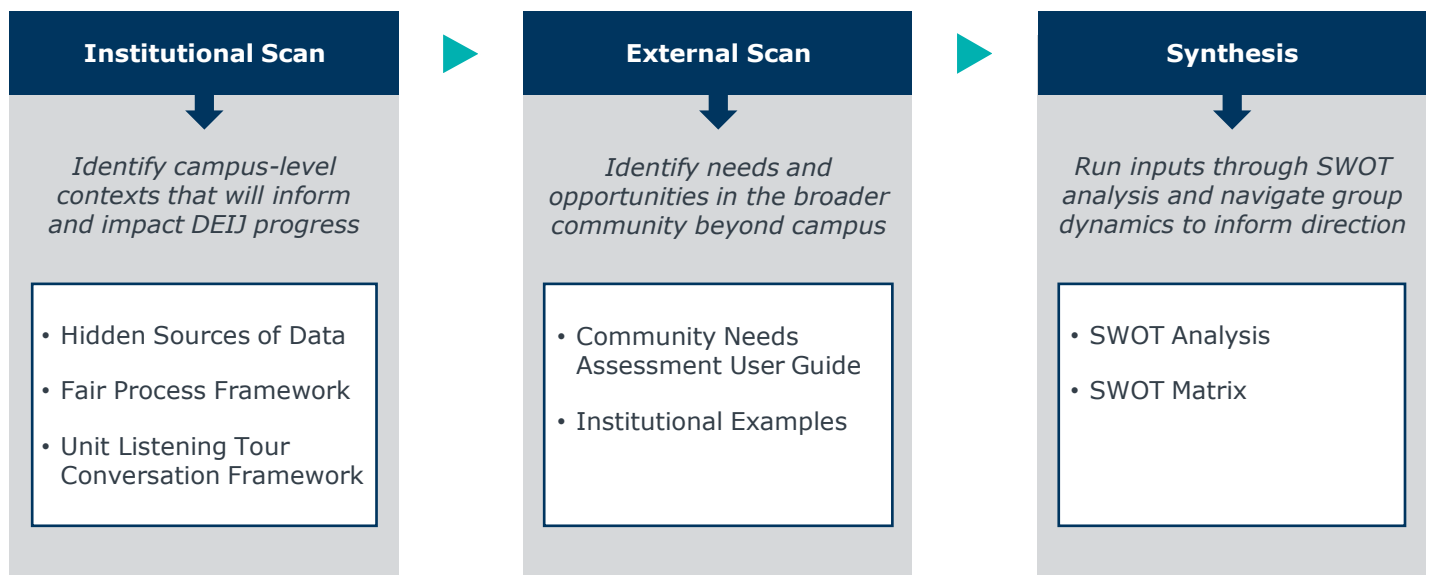 Institutional Scan
Identify campus-level
contexts that will inform
and impact DEIJ progress
• Hidden Sources of Data
• Fair Process Framework
• Unit Listening Tour
Conversation Framework
External Scan
Identify needs and
opportunities in the broader
community beyond campus
• Community Needs
Assessment User Guide
• Institutional Examples
Synthesis
Run inputs through SWOT
analysis and navigate group
dynamics to inform direction
• SWOT Analysis
• SWOT Matrix